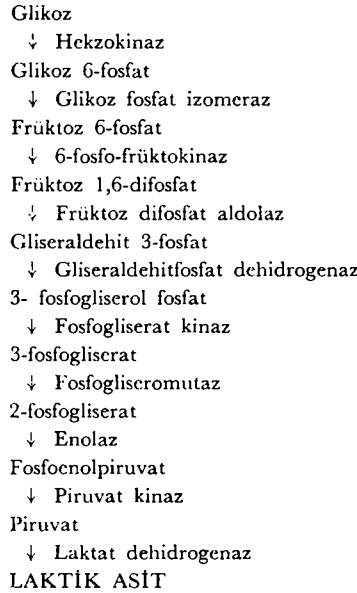 Glikoz
↓ Hekzokinaz
Glikoz 6-fosfat
↓ Glikoz fosfat izomeraz
Früktoz 6-fosfat
↓ 6-fosfo-früktokinaz
Früktoz 1,6-difosfat
↓ Früktoz difosfat aldolaz
Gliseraldehit 3-fosfat
↓ Gliseraldehitfosfat dehidrogenaz
3- fosfogliserol fosfat
↓ Fosfogliserat kinaz
3-fosfogliserat
↓ Fosfogliseromutaz
2-fosfogliserat
↓ Enolaz
Fosfoenolpiruvat
↓ Piruvat kinaz
Piruvat
↓ Laktat dehidrogenaz
LAKTİK ASİT